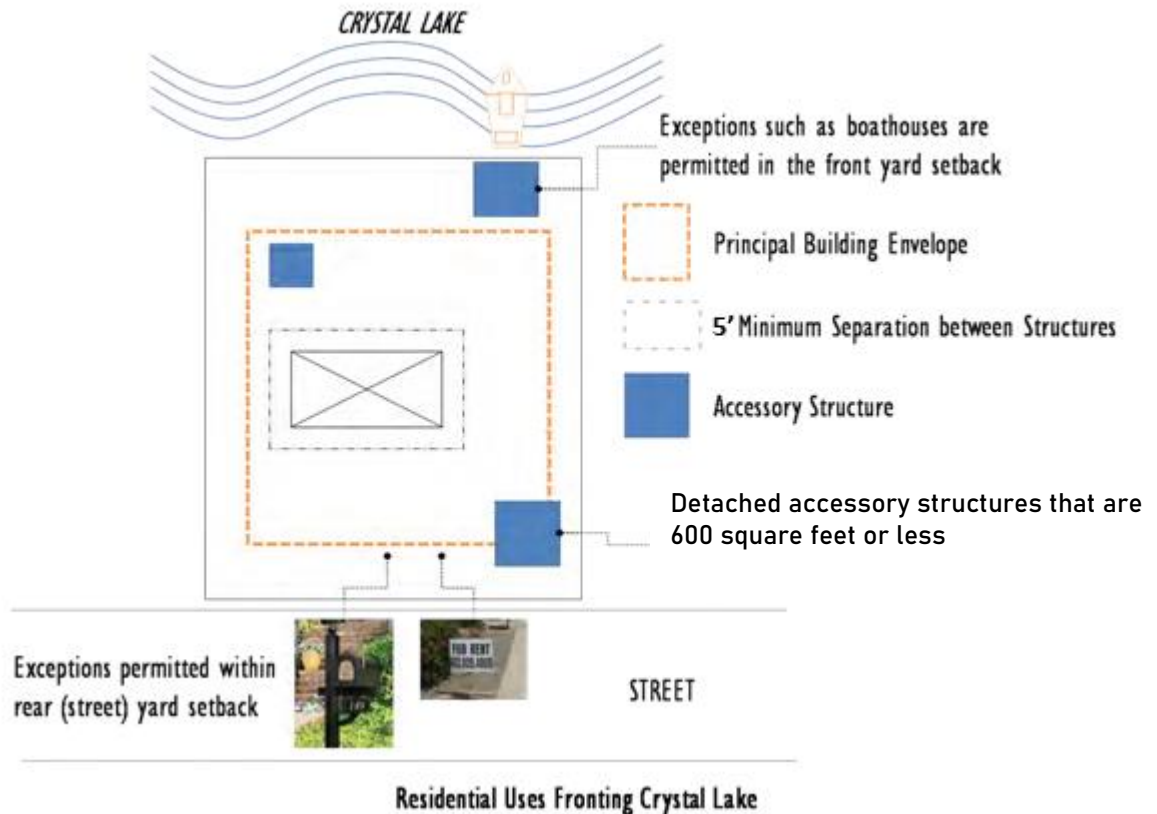 CRYSTAL LAKE
Exceptions such as boathouses are
permitted in the front yard setback
Principal Building Envelope
5' Minimum Separation between Structures
Accessory Structure
Detached accessory structures that are
600 square feet or less
Exceptions permitted within
rear (street) yard setback
FOR RENT
STREET
Residential Uses Fronting Crystal Lake